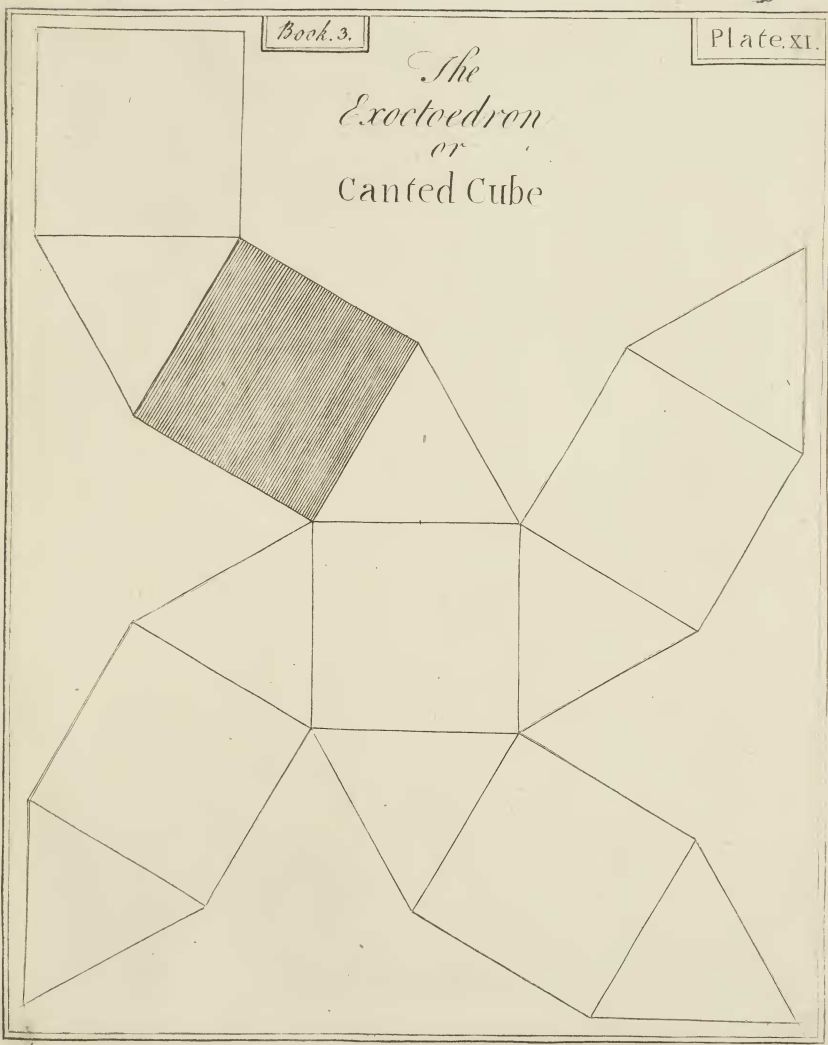 Book. 3.
Plate. XI.
The
Exoctoedron
or
Canted Cube